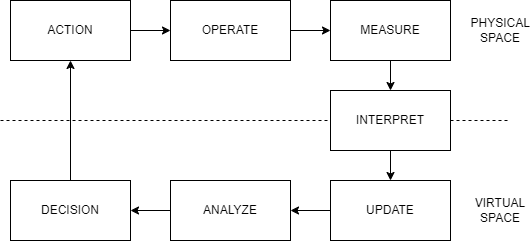 ACTION
OPERATE
MEASURE
PHYSICAL
SPACE
INTERPRET
DECISION
ANALYZE
UPDATE
VIRTUAL
SPACE